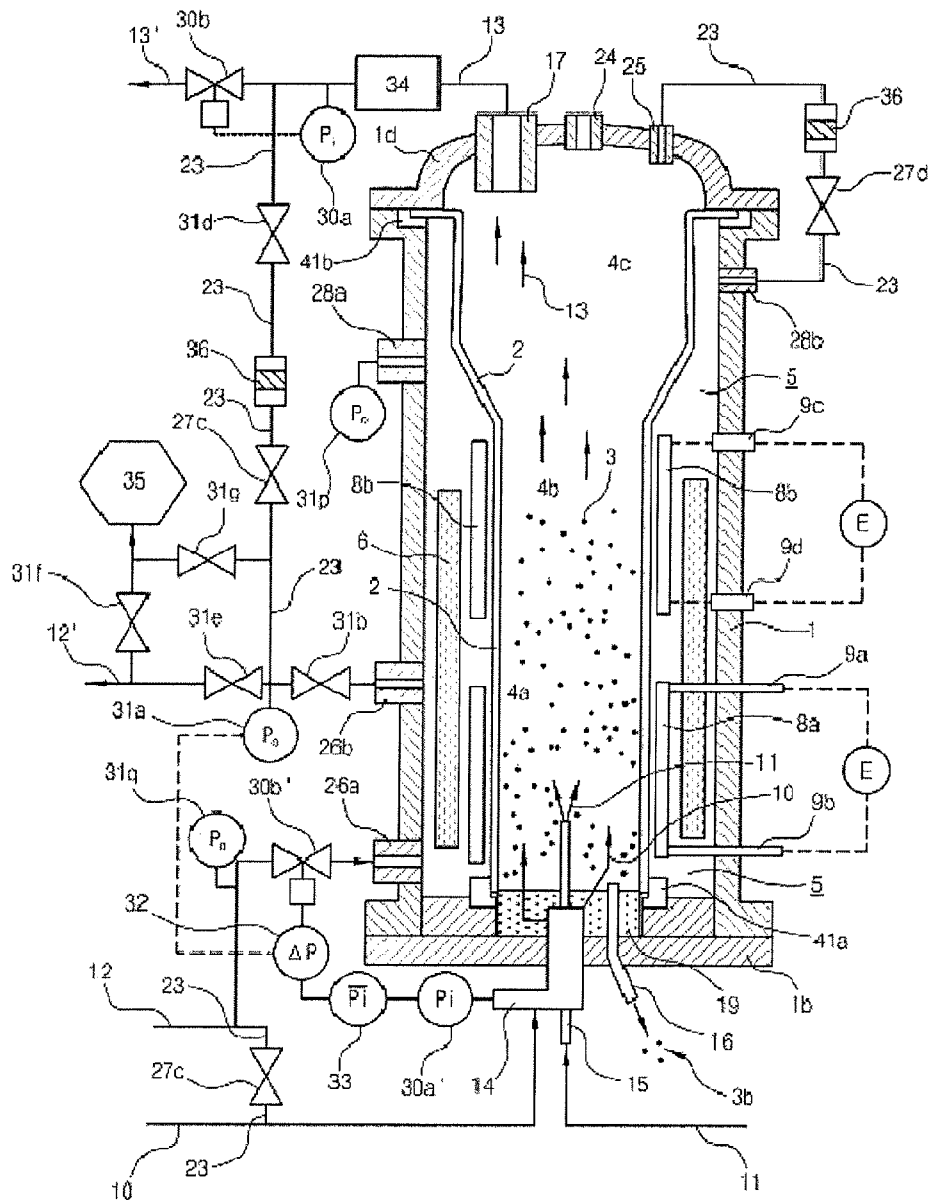 13' 30b 13 17 24 25 23 36
34
1d
Pi
23 30a
27d
31d
41b 4c
23
28a 13 23
28b
36 2 5
Po 9c
23
27c
35 31p 3
31g 8b 4b 8b
E
6
23 9d
31f
2
12' 31e 31b 1
4a 9a
31a 26b 8a
Po
11
31q 30b' 26a 10 E
Po 9b
32 5
ΔP
41a
12 23 Pi Pi 19 1b
16
27c 33 30a' 14 15
3b
10 23 11